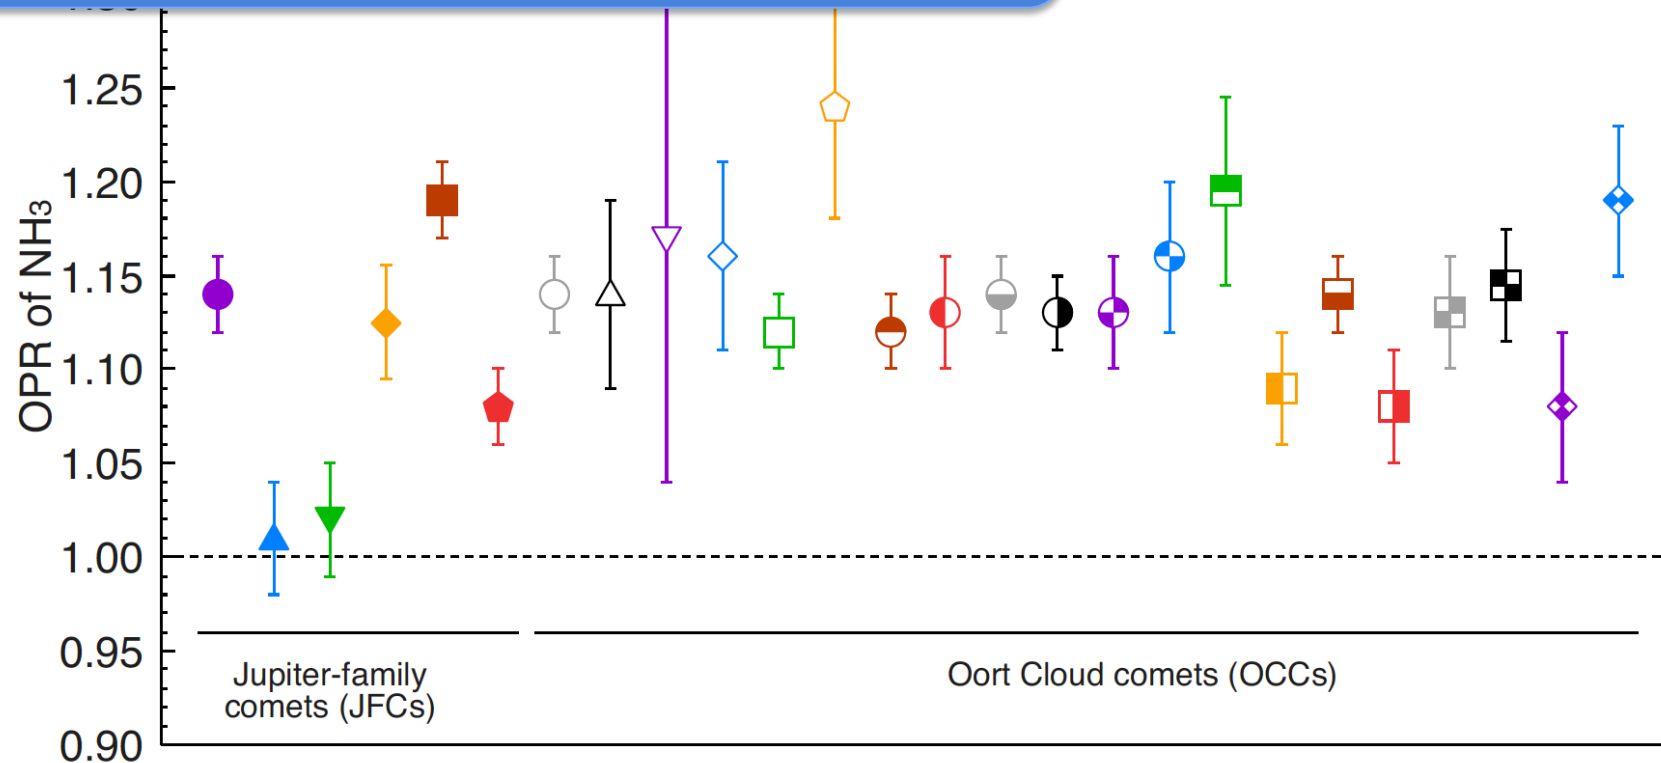 1.25
1.20
1.15
1.10
1.05
1.00
0.95
0.90
OPR of NH₃
Jupiter-family
comets (JFCs)
Oort Cloud comets (OCCs)